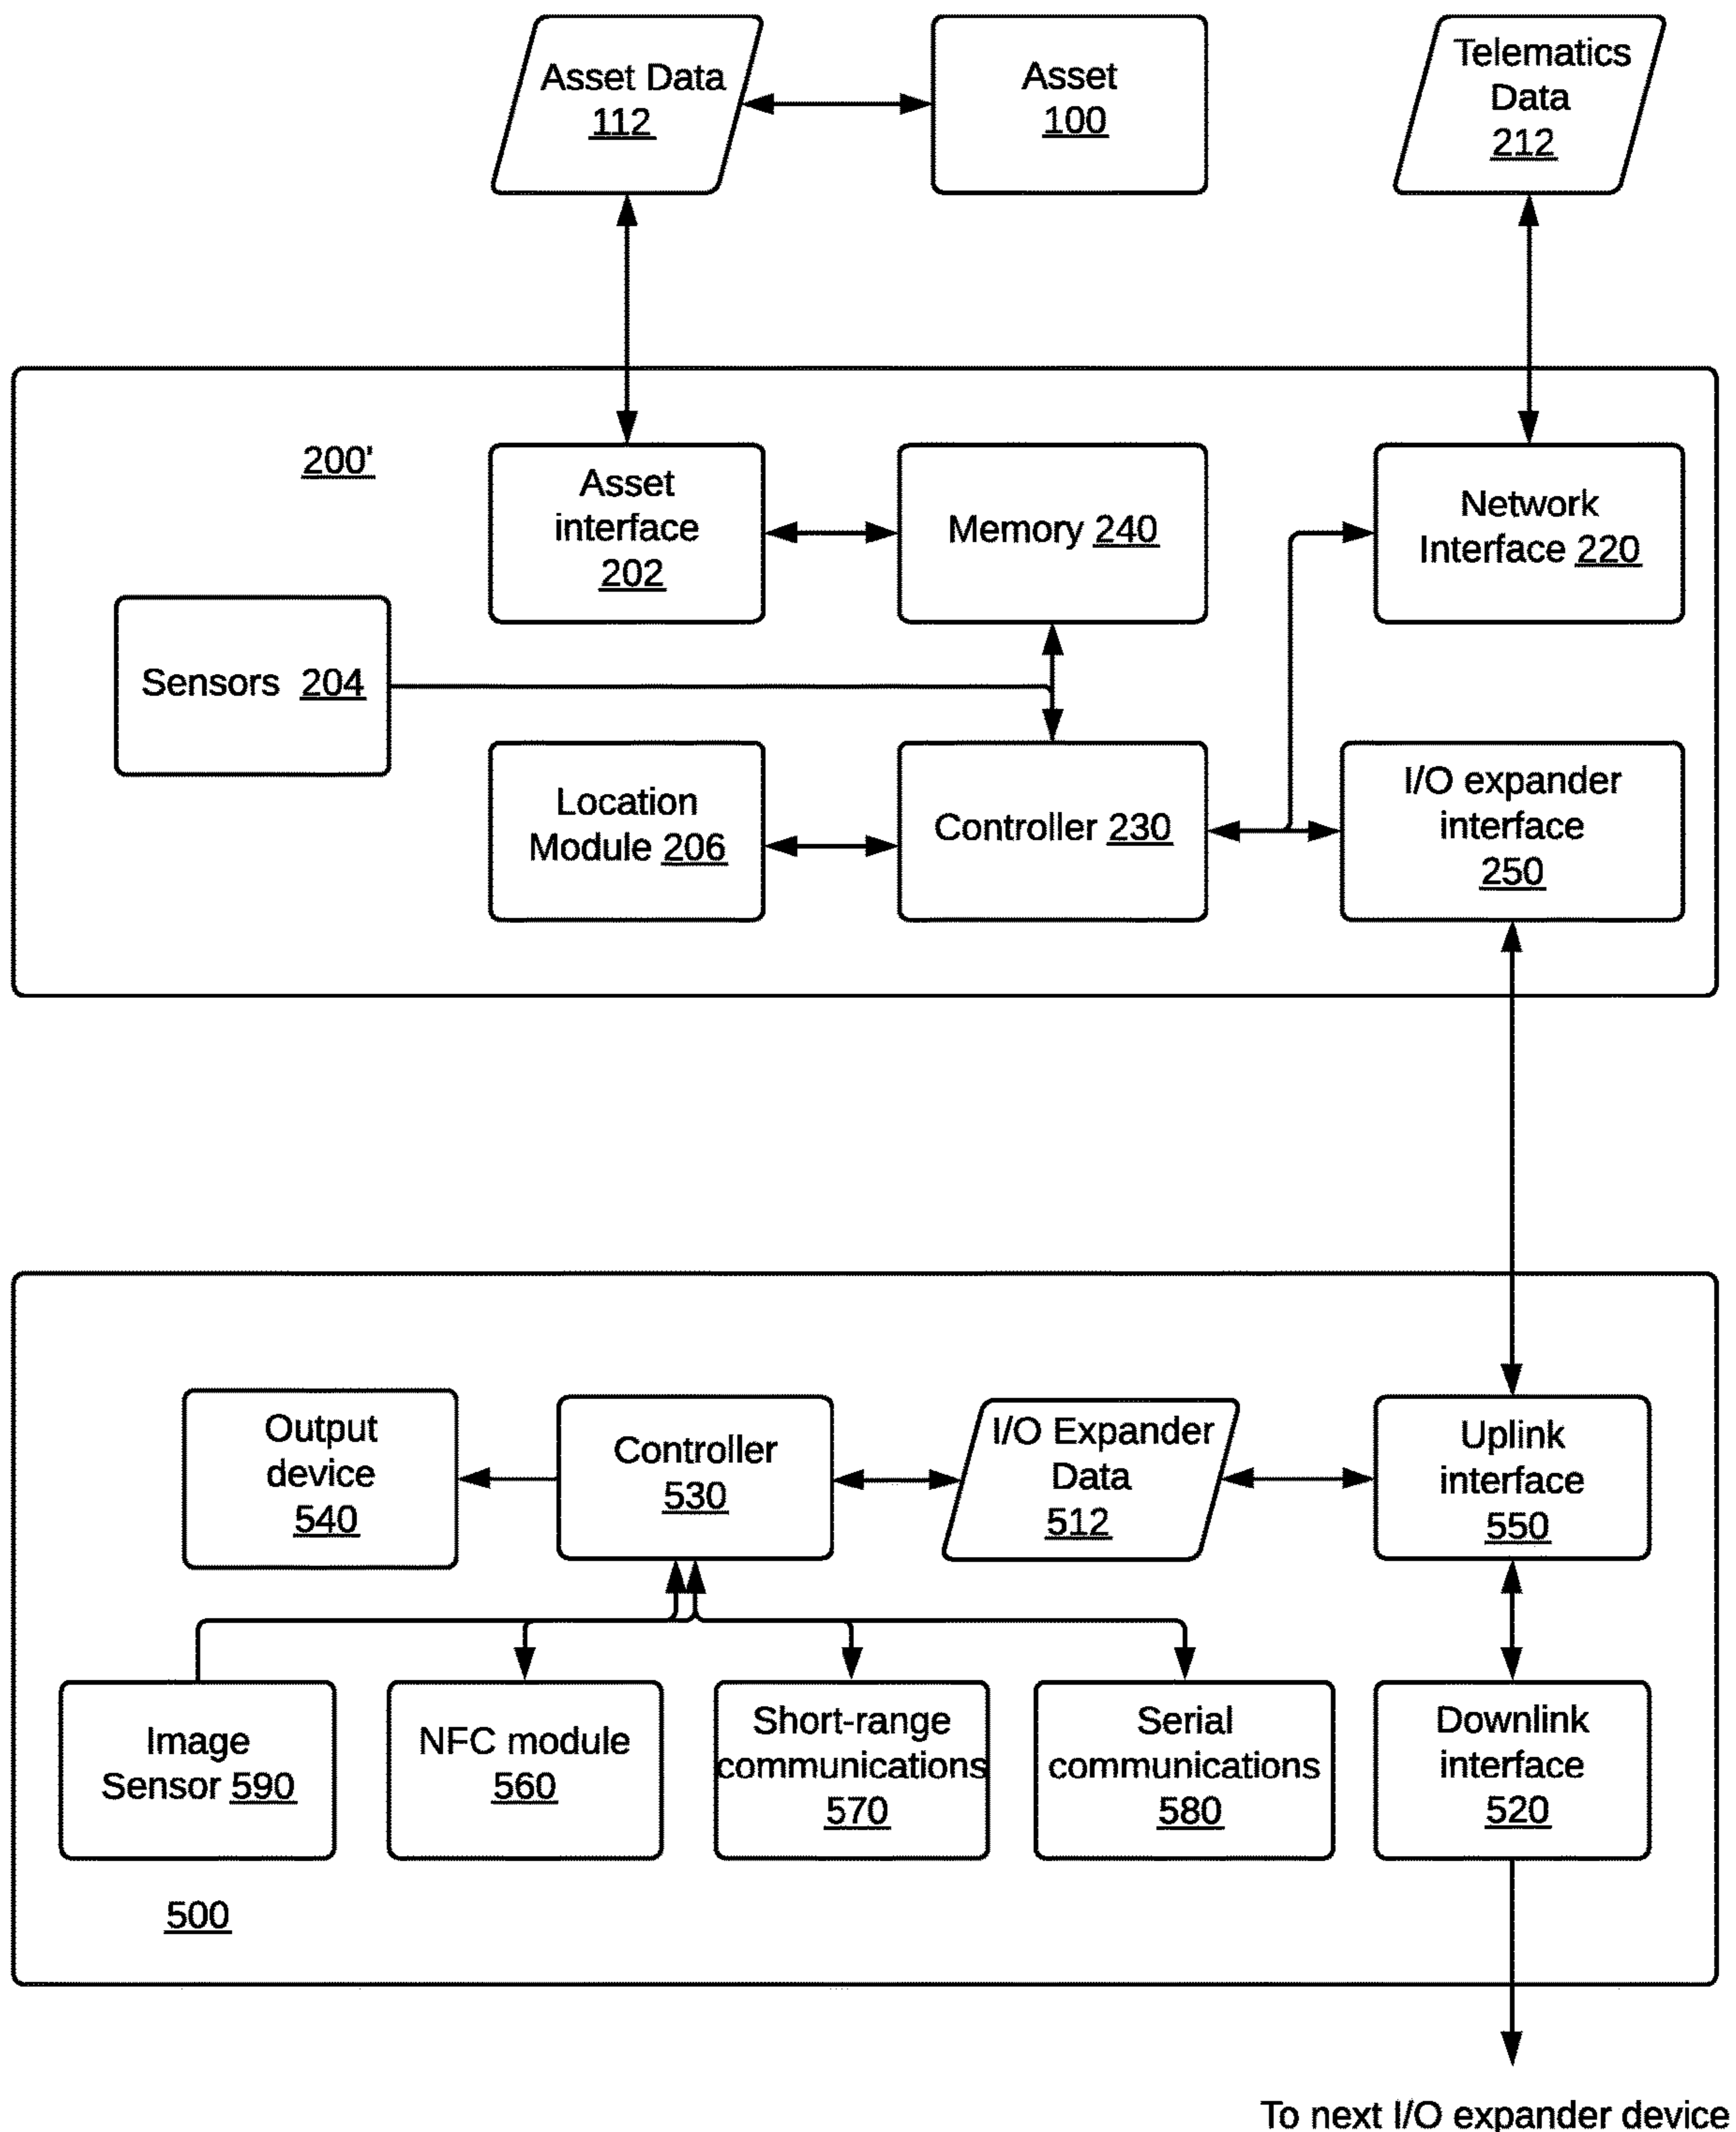 Asset Data
112
Asset
100
Telematics
Data
212
200'
Asset
interface
202
Memory 240
Network
Interface 220
Sensors 204
Location
Module 206
Controller 230
I/O expander
interface
250
Output
device
540
Controller
530
I/O Expander
Data
512
Uplink
interface
550
Image
Sensor 590
NFC module
560
Short-range
communications
570
Serial
communications
580
Downlink
interface
520
500
To next I/O expander device